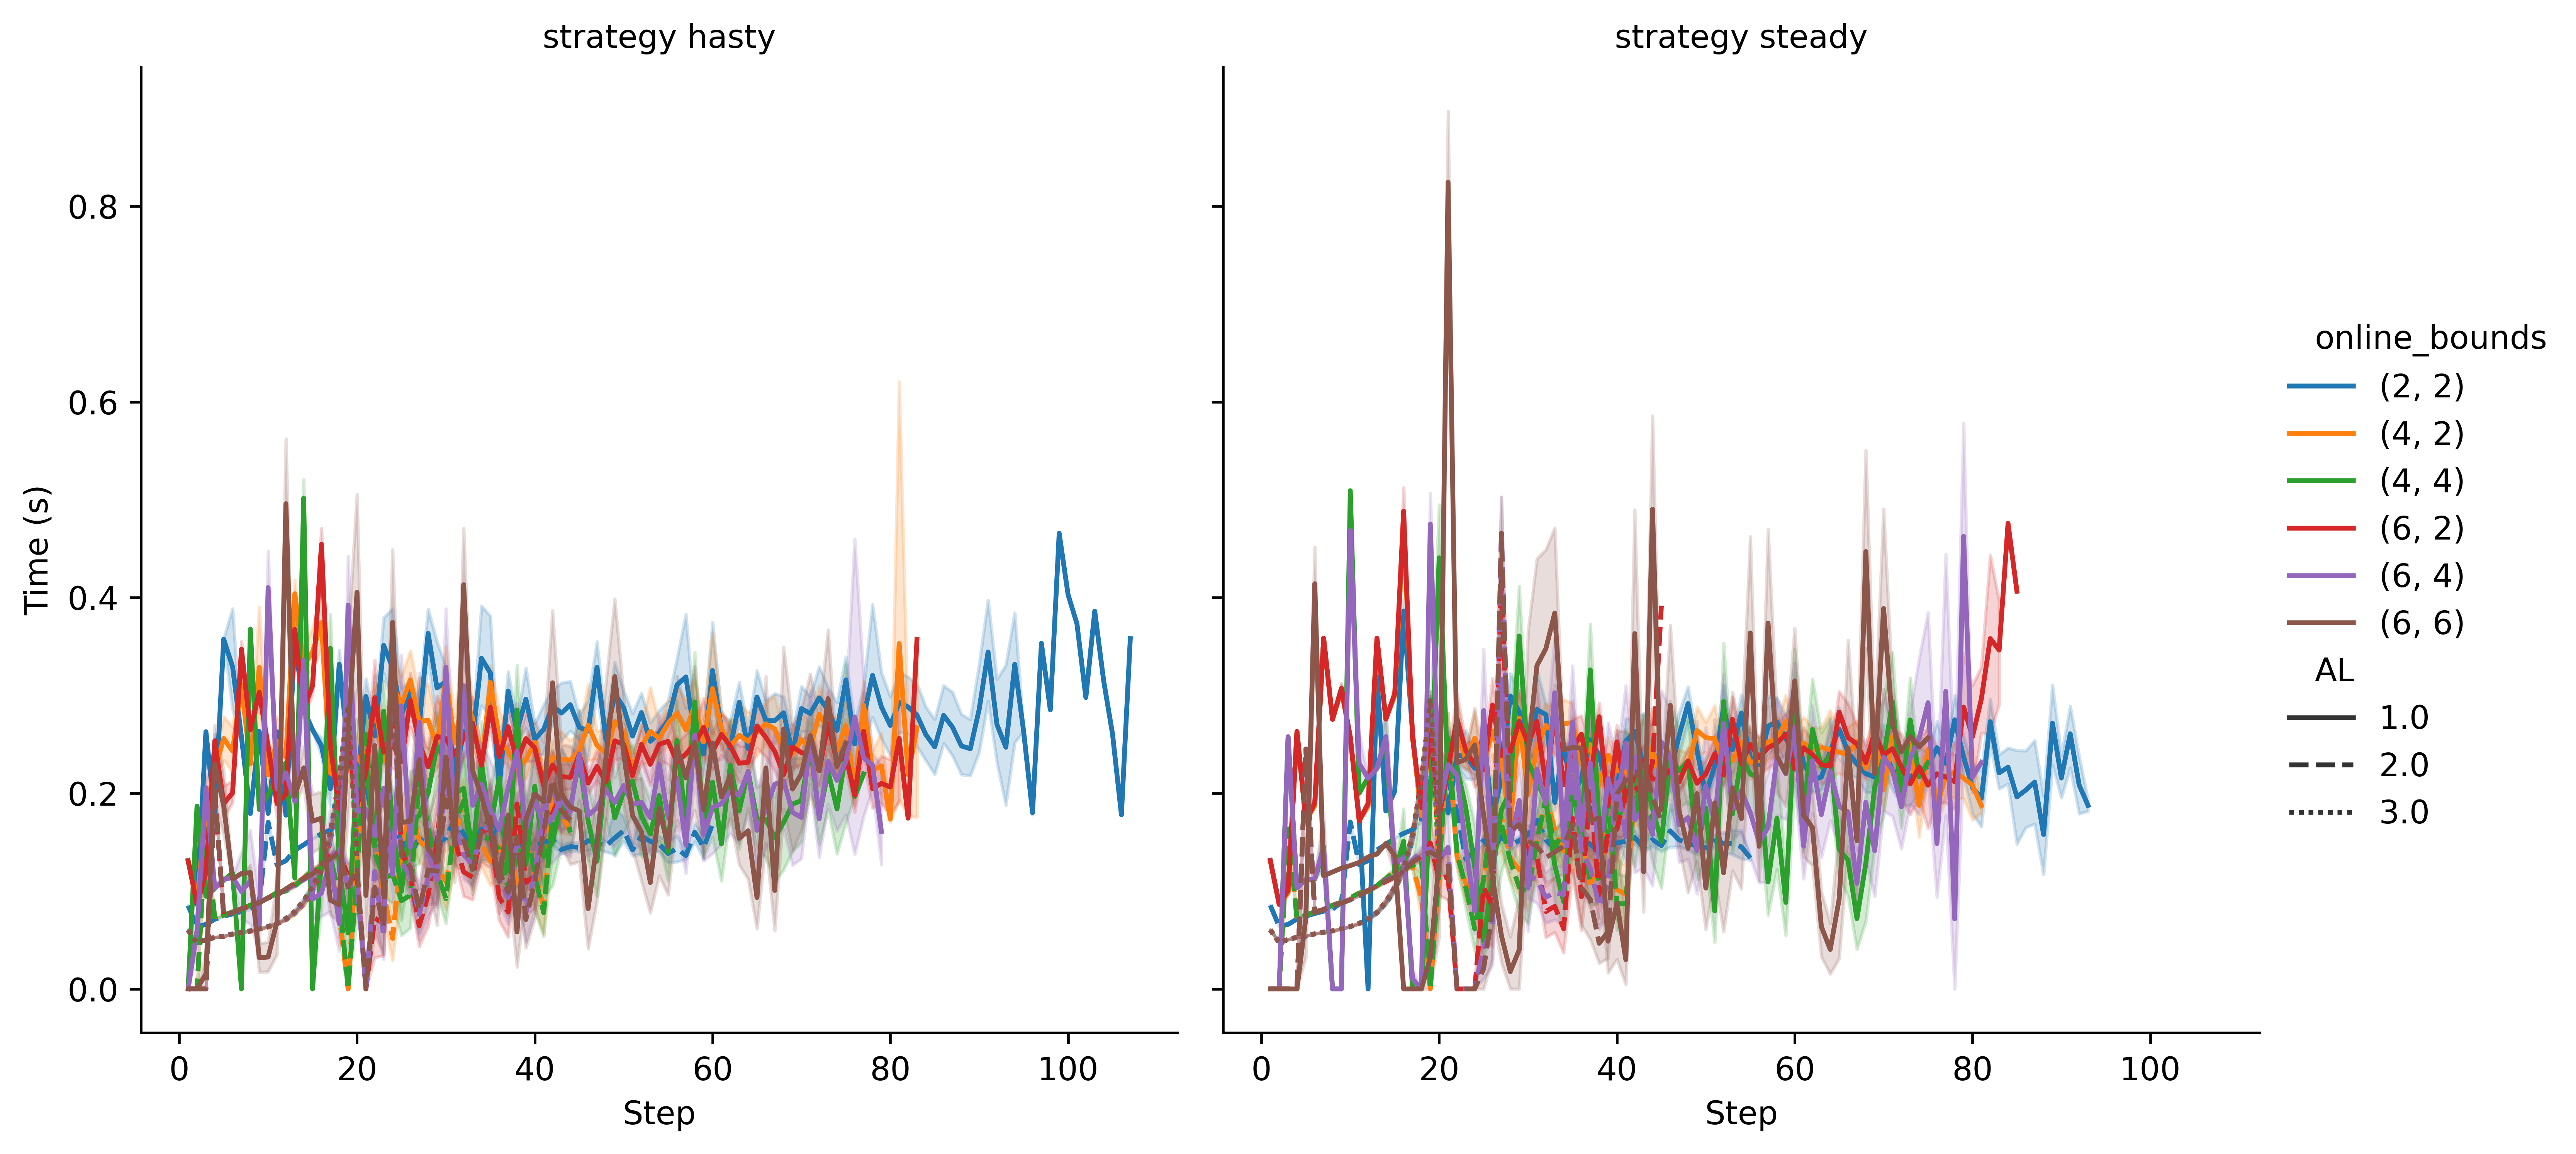 strategy hasty
strategy steady
Time (s)
0.8
0.6
0.4
0.2
0.0
0 20 40 60 80 100
0 20 40 60 80 100
Step
Step
online_bounds
(2, 2)
(4, 2)
(4, 4)
(6, 2)
(6, 4)
(6, 6)
AL
1.0
2.0
3.0